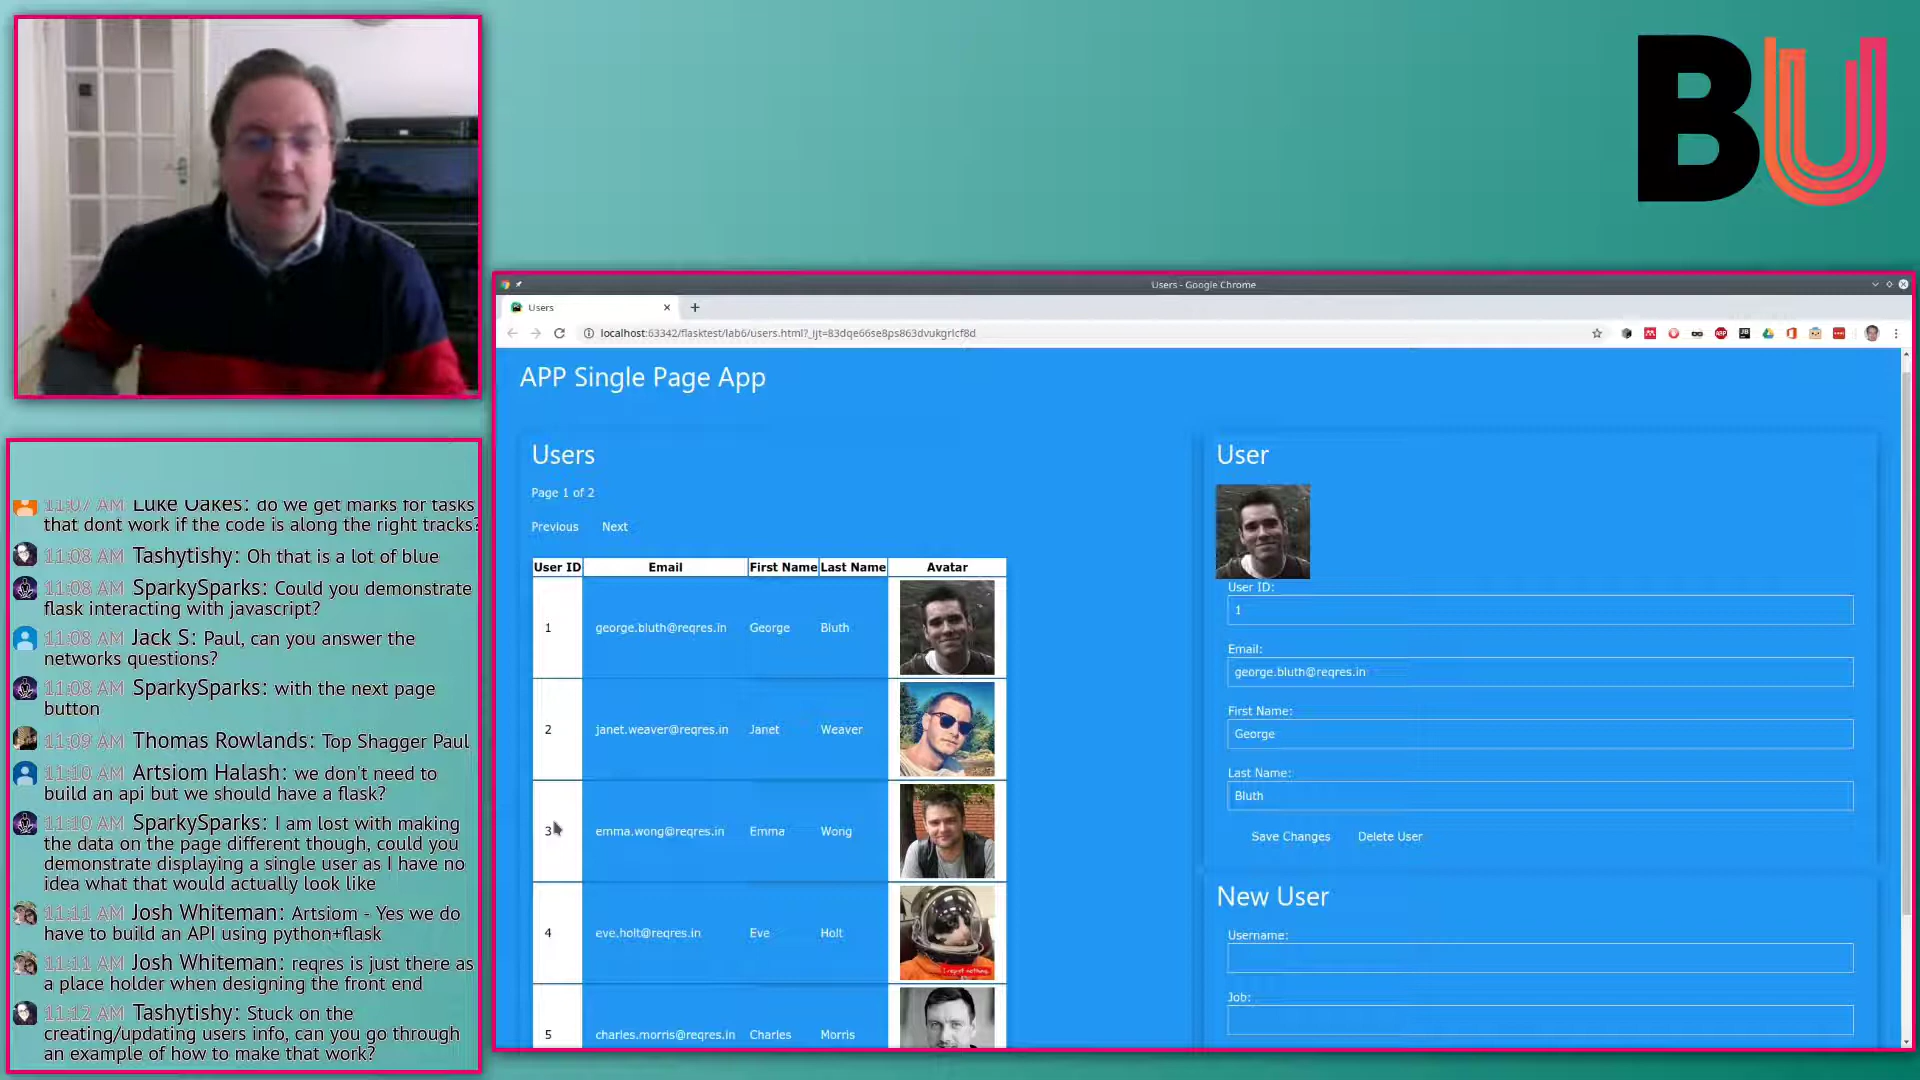 BU
Users - Google Chrome
Users
localhost:63342/flasktest/lab6/users.html?_ijt=83dqe66se8ps863dvukgrlcf8d
APP Single Page App
Users
Page 1 of 2
Previous Next
User ID Email First Name Last Name Avatar
1 george.bluth@reqres.in George Bluth
2 janet.weaver@reqres.in Janet Weaver
3 emma.wong@reqres.in Emma Wong
4 eve.holt@reqres.in Eve Holt
I regret nothing.
5 charles.morris@reqres.in Charles Morris
User
User ID:
1
Email:
george.bluth@reqres.in
First Name:
George
Last Name:
Bluth
Save Changes Delete User
New User
Username:
Job:
11:07 AM Luke Oakes: do we get marks for tasks
that dont work if the code is along the right tracks?
11:08 AM Tashytishy: Oh that is a lot of blue
11:08 AM SparkySparks: Could you demonstrate
flask interacting with javascript?
11:08 AM Jack S: Paul, can you answer the
networks questions?
11:08 AM SparkySparks: with the next page
button
11:09 AM Thomas Rowlands: Top Shagger Paul
11:10 AM Artsiom Halash: we don't need to
build an api but we should have a flask?
11:10 AM SparkySparks: I am lost with making
the data on the page different though, could you
demonstrate displaying a single user as I have no
idea what that would actually look like
11:11 AM Josh Whiteman: Artsiom - Yes we do
have to build an API using python+flask
11:11 AM Josh Whiteman: reqres is just there as
a place holder when designing the front end
11:12 AM Tashytishy: Stuck on the
creating/updating users info, can you go through
an example of how to make that work?